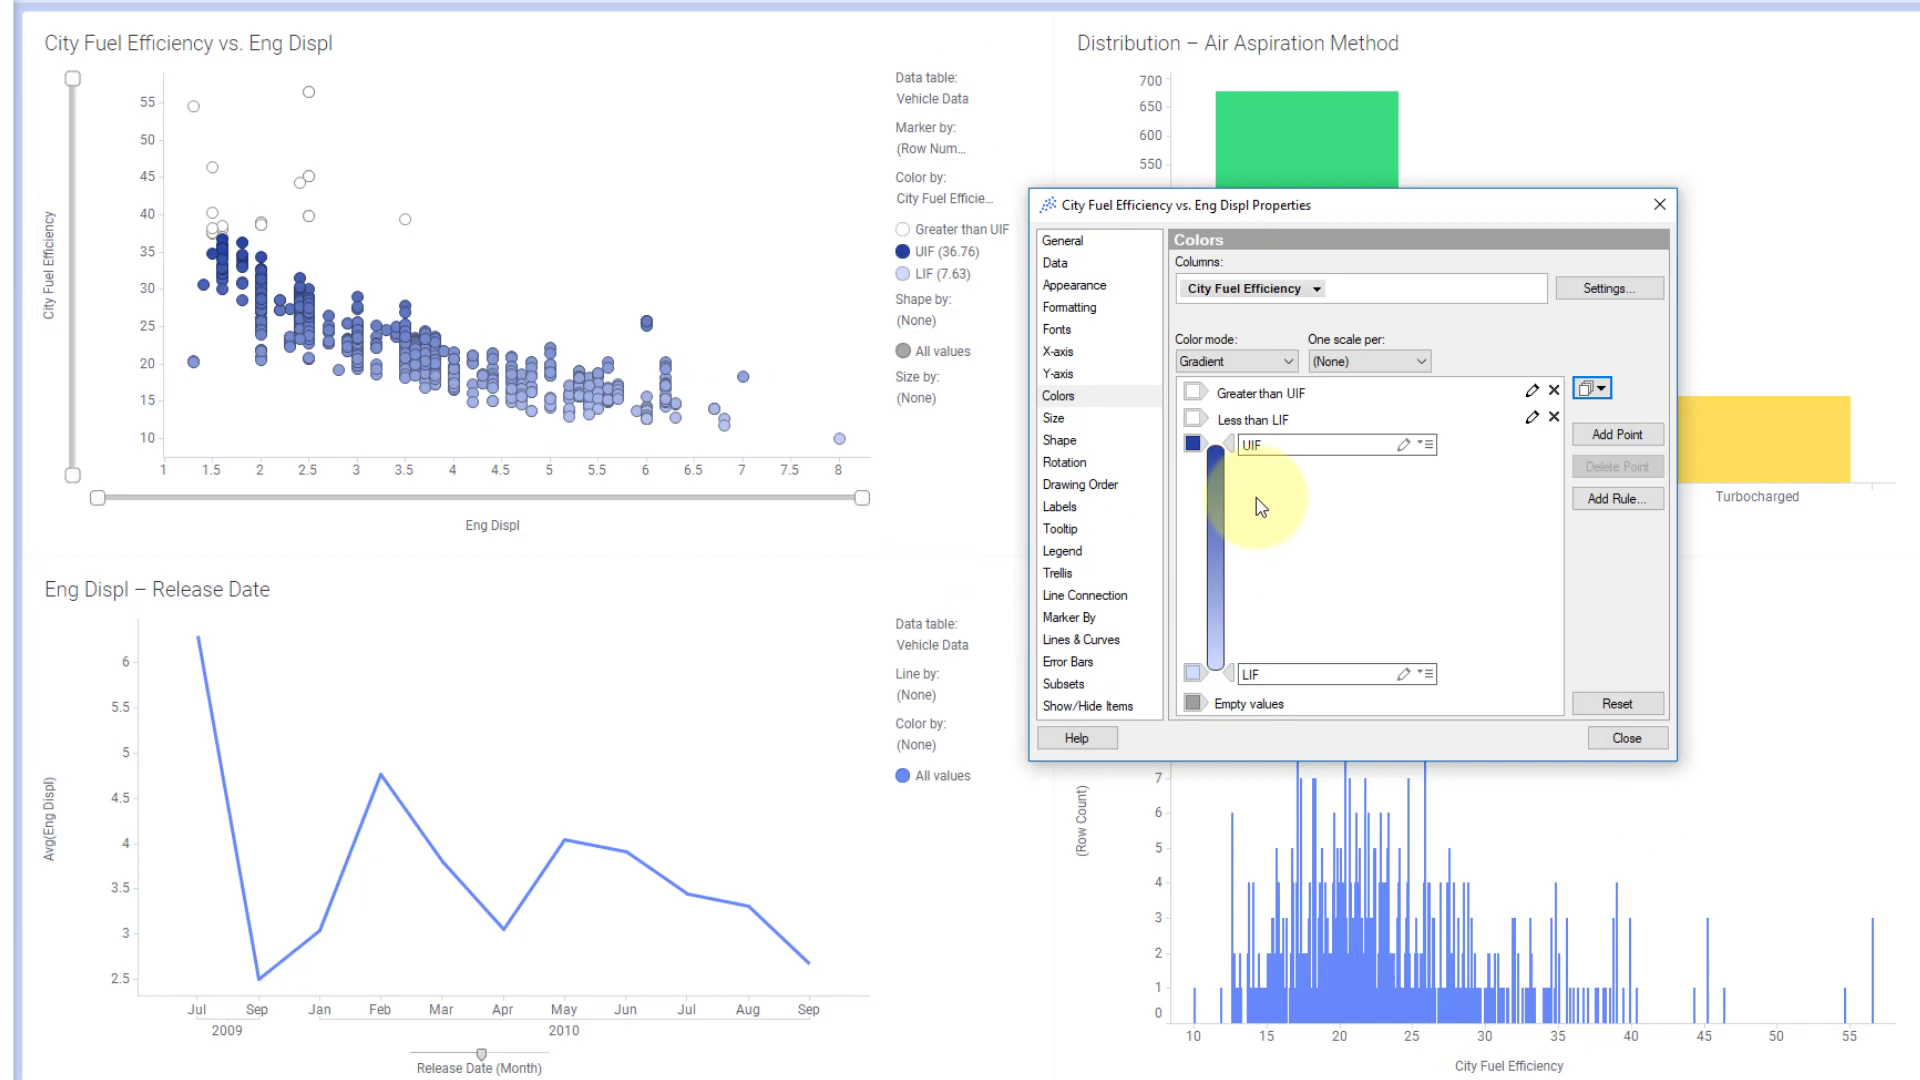 City Fuel Efficiency vs. Eng Displ
55
50
45
40
35
30
25
20
15
10
City Fuel Efficiency
1 1.5 2 2.5 3 3.5 4 4.5 5 5.5 6 6.5 7 7.5 8
Eng Displ
Data table:
Vehicle Data
Marker by:
(Row Num...
Color by:
City Fuel Efficie...
Greater than UIF
UIF (36.76)
LIF (7.63)
Shape by:
(None)
All values
Size by:
(None)
Distribution – Air Aspiration Method
700
650
600
550
Turbocharged
City Fuel Efficiency vs. Eng Displ Properties
General
Data
Appearance
Formatting
Fonts
X-axis
Y-axis
Colors
Size
Shape
Rotation
Drawing Order
Labels
Tooltip
Legend
Trellis
Line Connection
Marker By
Lines & Curves
Error Bars
Subsets
Show/Hide Items
Colors
Columns:
City Fuel Efficiency
Settings...
Color mode:
One scale per:
Gradient
(None)
Greater than UIF
Less than LIF
UIF
LIF
Empty values
Add Point
Delete Point
Add Rule...
Reset
Help
Close
Eng Displ – Release Date
6
5.5
5
4.5
4
3.5
3
2.5
Avg(Eng Displ)
Jul Sep Jan Feb Mar Apr May Jun Jul Aug Sep
2009 2010
Release Date (Month)
Data table:
Vehicle Data
Line by:
(None)
Color by:
(None)
All values
7
6
5
4
3
2
1
0
(Row Count)
10 15 20 25 30 35 40 45 50 55
City Fuel Efficiency